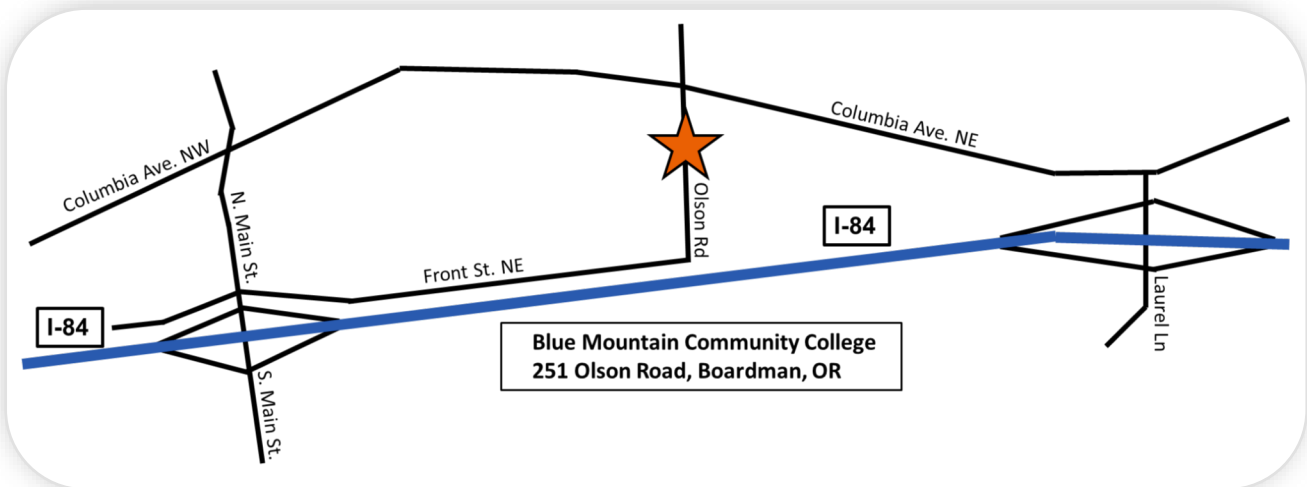 Columbia Ave. NW
Columbia Ave. NE
N. Main St.
Olson Rd
I-84
Front St. NE
I-84
Laurel Ln
Blue Mountain Community College
251 Olson Road, Boardman, OR
S. Main St.